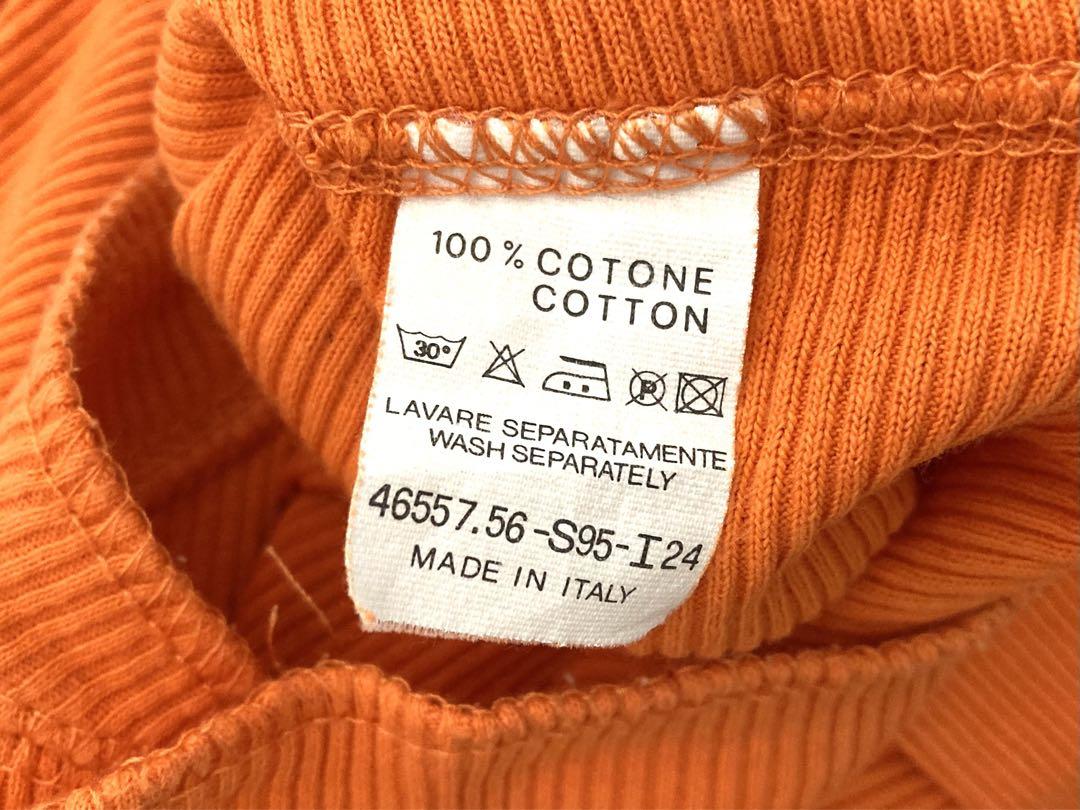 100 % COTONE
COTTON
30°
P
LAVARE SEPARATAMENTE
WASH SEPARATELY
46557.56-S95-I24
MADE IN ITALY